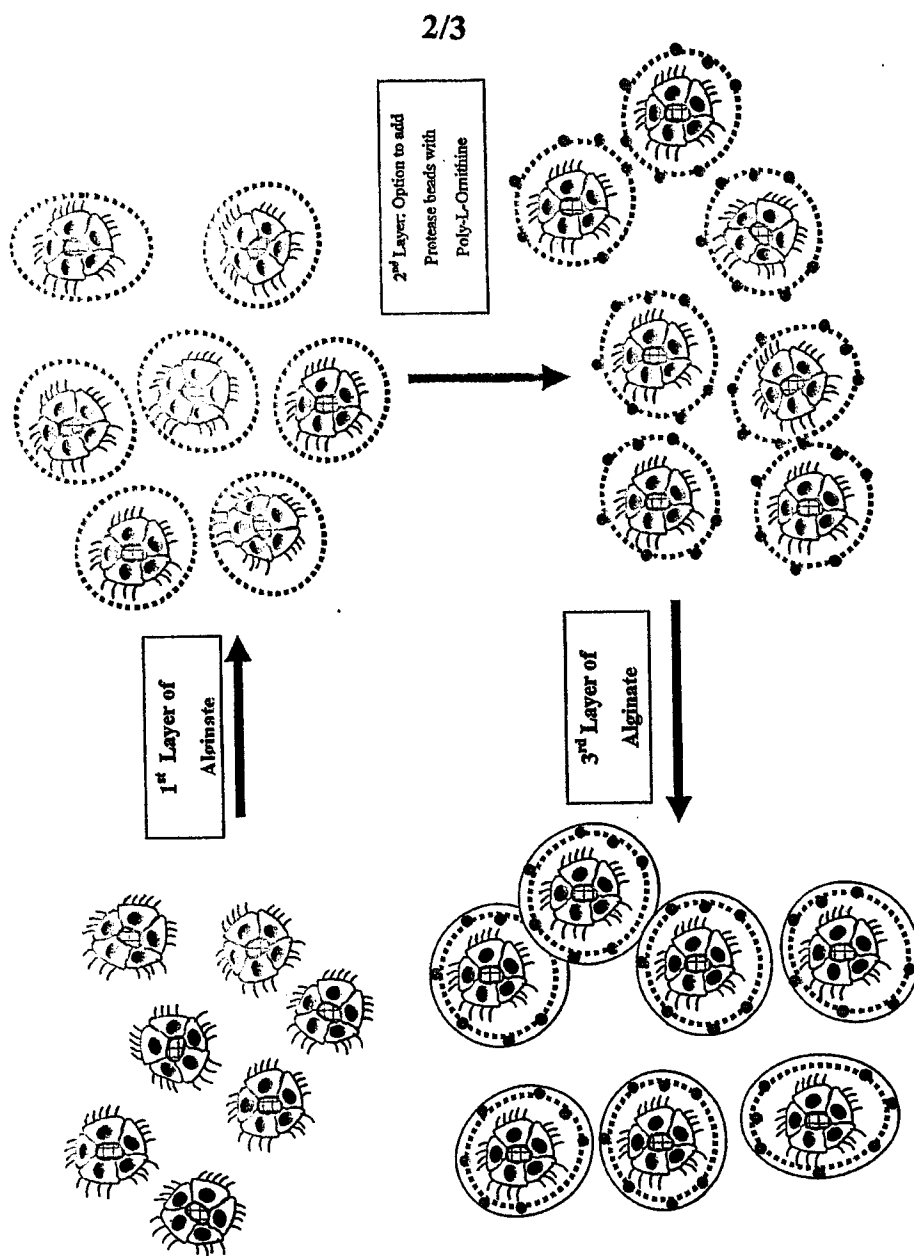 2/3
1st Layer of
Alginate
2nd Layer: Option to add
Protease beads with
Poly-L-Ornithine
3rd Layer of
Alginate